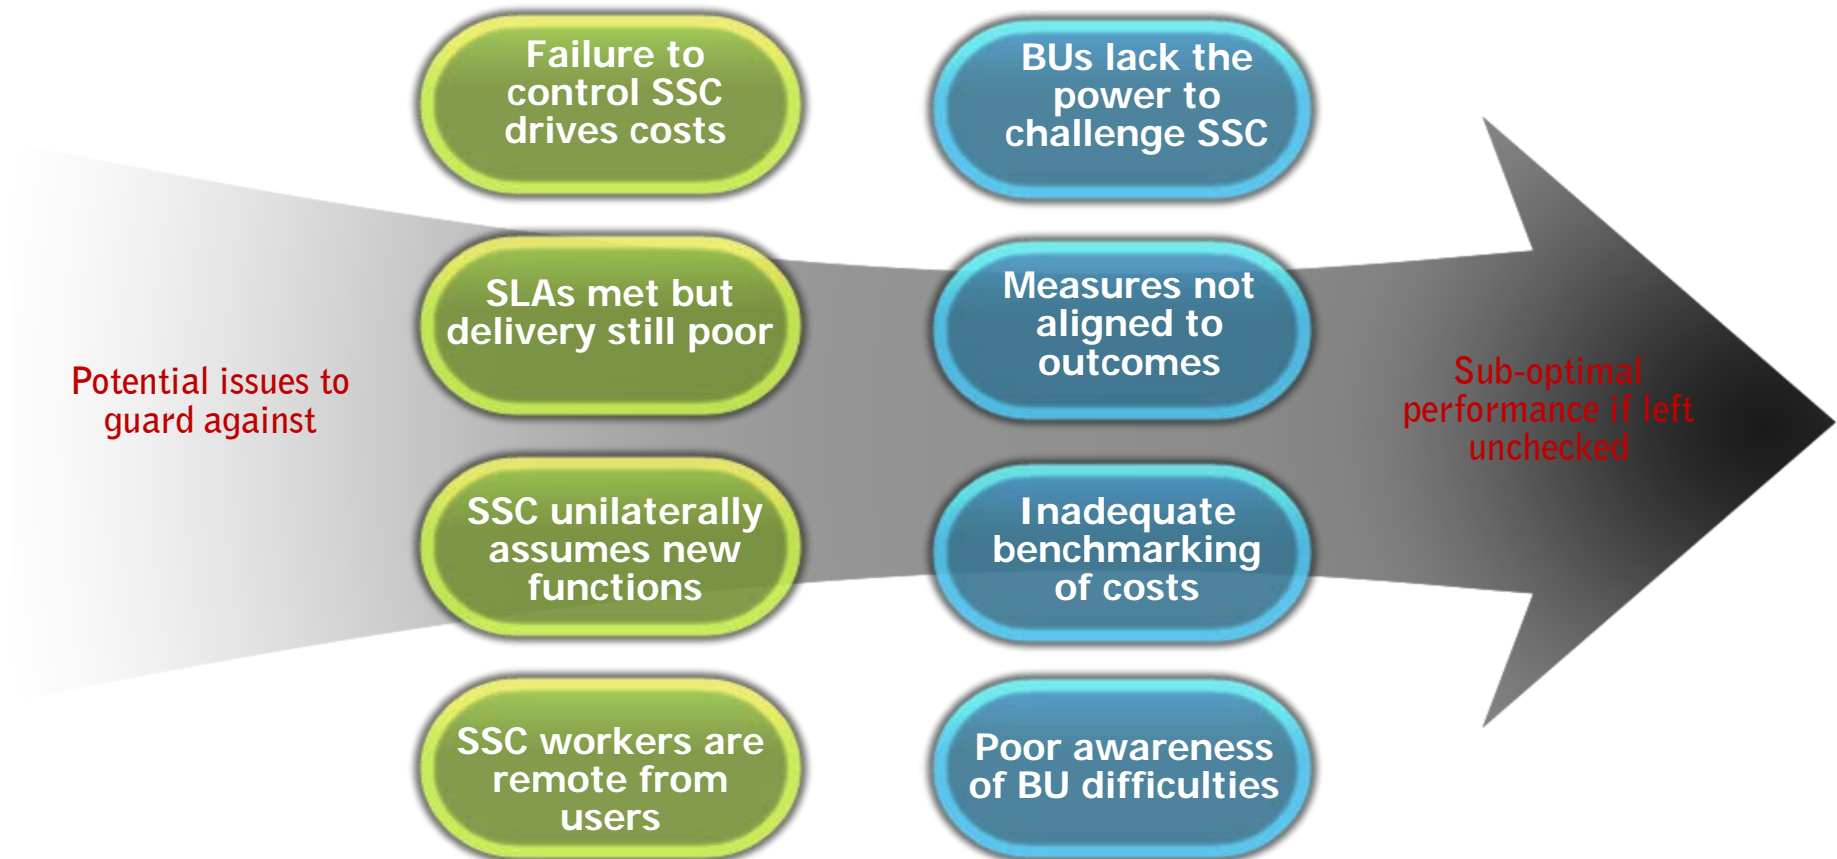 Failure to
control SSC
drives costs
BUs lack the
power to
challenge SSC
SLAs met but
delivery still poor
Measures not
aligned to
outcomes
Potential issues to
guard against
Sub-optimal
performance if left
unchecked
SSC unilaterally
assumes new
functions
Inadequate
benchmarking
of costs
SSC workers are
remote from
users
Poor awareness
of BU difficulties